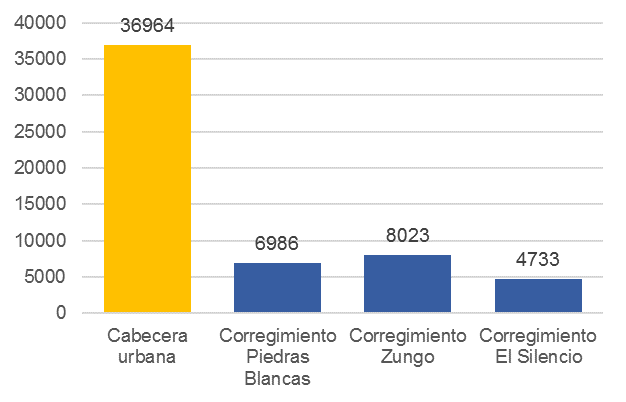 40000
35000
30000
25000
20000
15000
10000
5000
0
36964
6986
8023
4733
Cabecera
urbana
Corregimiento
Piedras
Blancas
Corregimiento
Zungo
Corregimiento
El Silencio